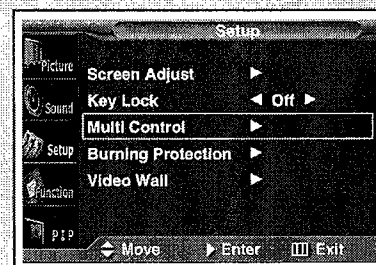 Setup
Picture
Screen Adjust
Sound
Key Lock Off
Multi Control
Setup
Burning Protection
Video Wall
Function
PIP
Move Enter Exit